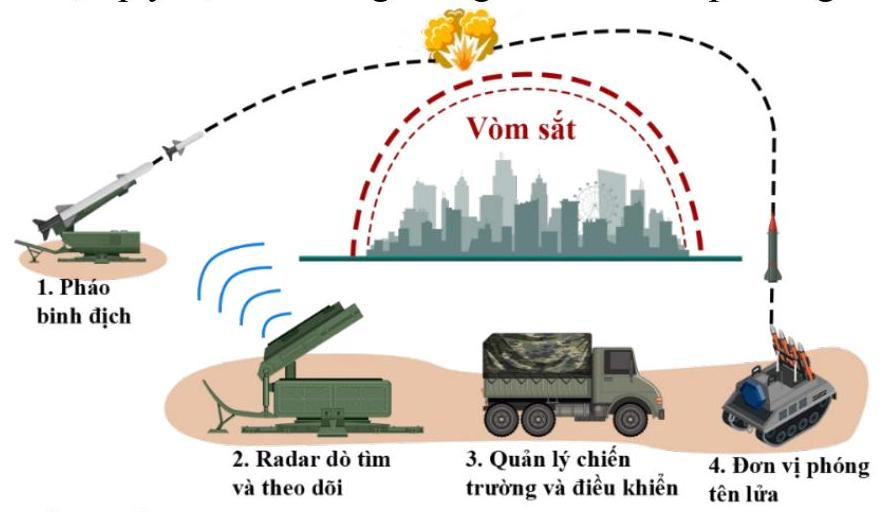 Vòm sắt
1. Pháo
binh địch
2. Radar dò tìm
và theo dõi
3. Quản lý chiến
trường và điều khiển
4. Đơn vị phóng
tên lửa